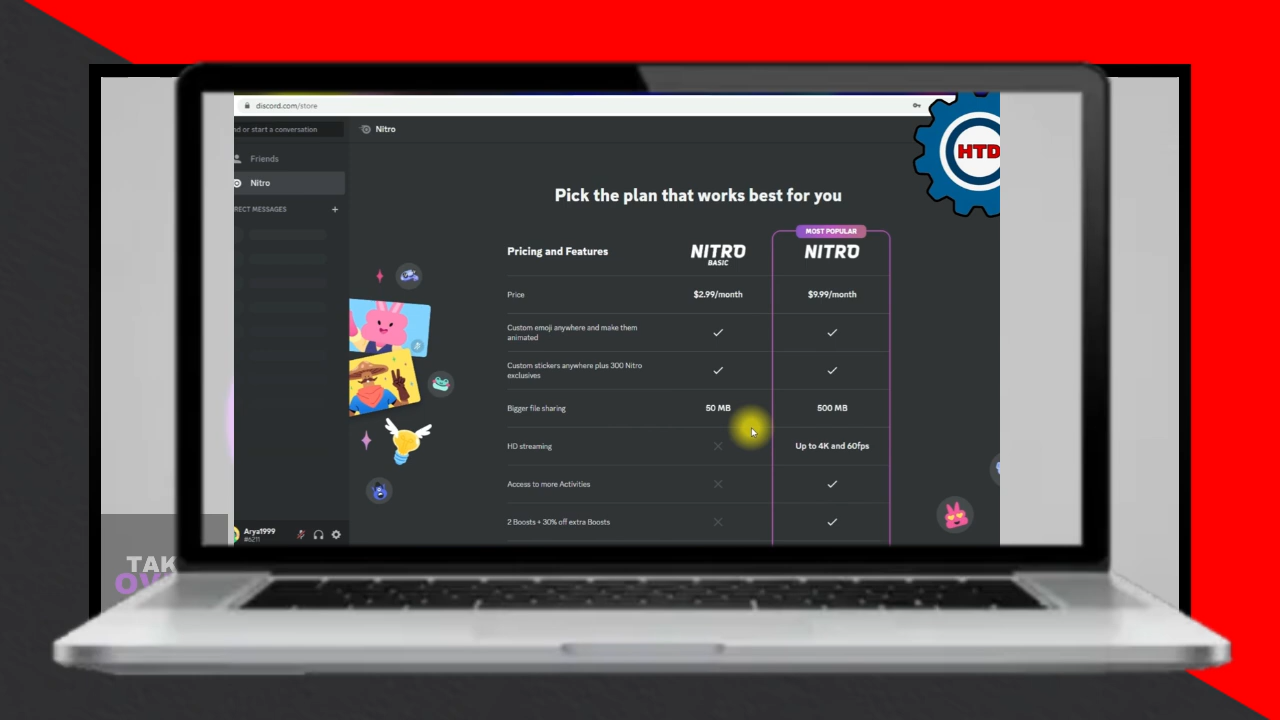 discord.com/store
nd or start a conversation
Nitro
HTD
Friends
Nitro
RECT MESSAGES +
Pick the plan that works best for you
MOST POPULAR
Pricing and Features NITRO BASIC NITRO
Price $2.99/month $9.99/month
Custom emoji anywhere and make them
animated
Custom stickers anywhere plus 300 Nitro
exclusives
Bigger file sharing 50 MB 500 MB
HD streaming Up to 4K and 60fps
Access to more Activities
2 Boosts + 30% off extra Boosts
Arya1999
#6211
TAK
OV